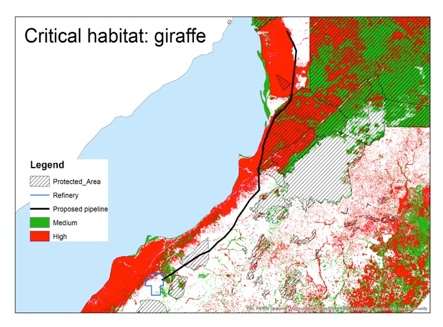 Critical habitat: giraffe
Legend
Protected_Area
Refinery
Proposed pipeline
Medium
High